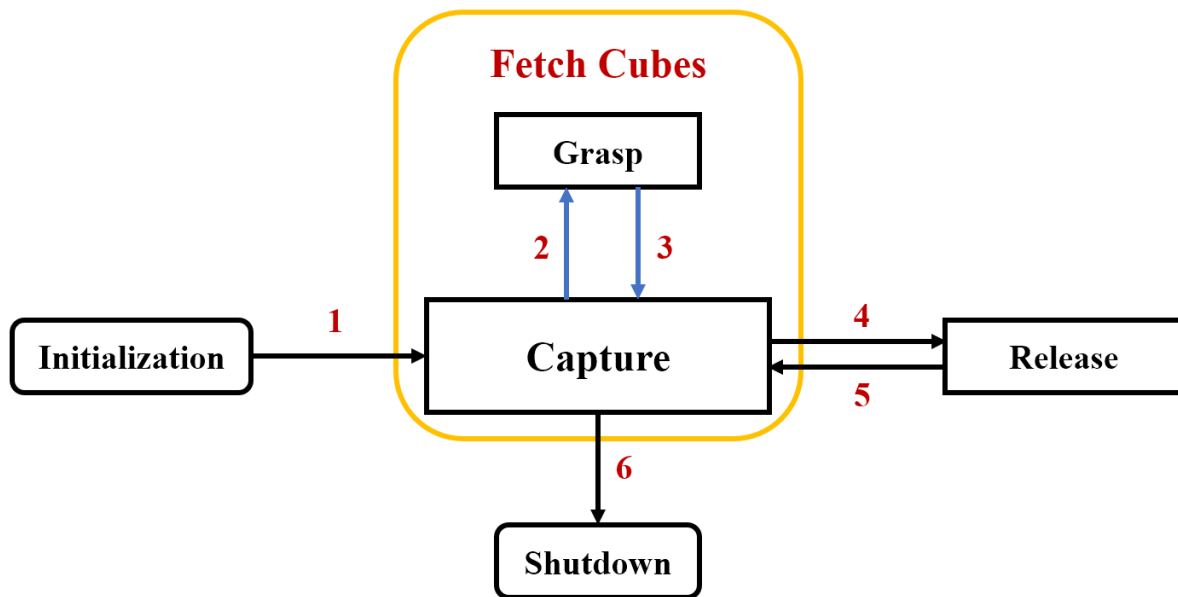 Fetch Cubes
Grasp
2
3
1
4
Initialization
Capture
Release
5
6
Shutdown